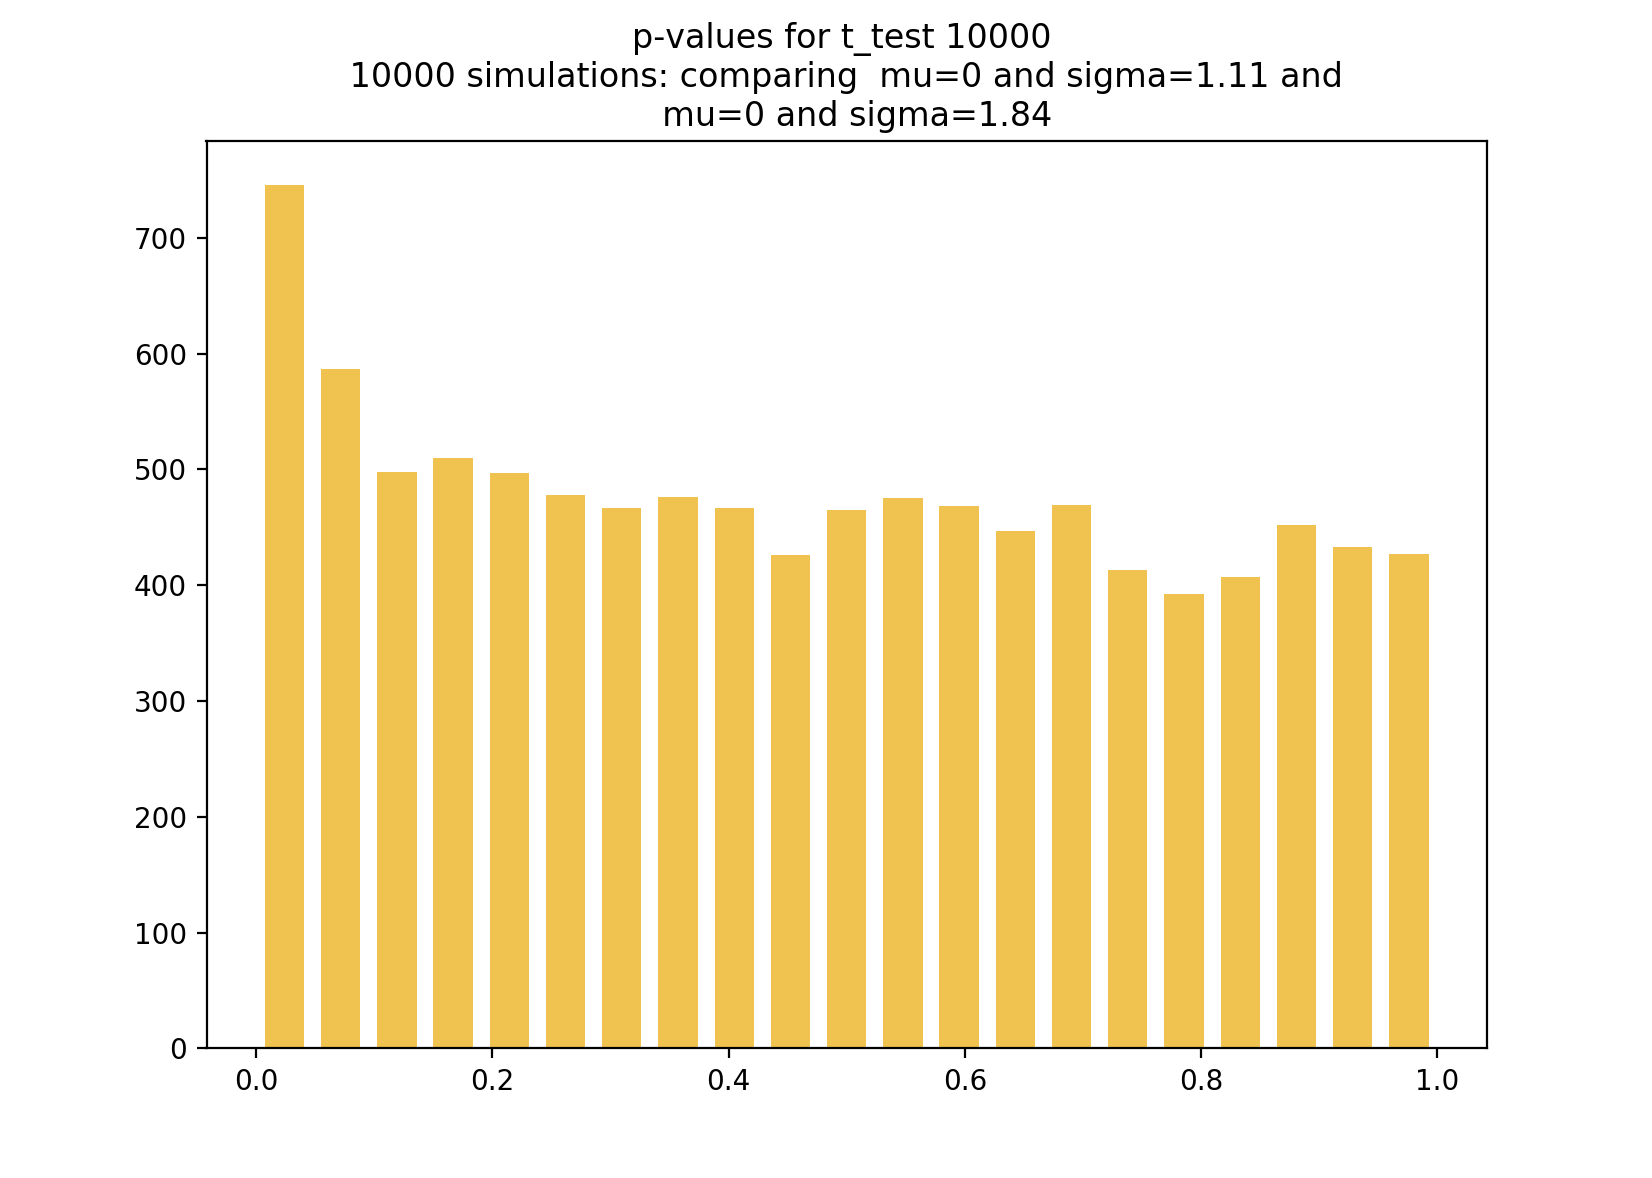 p-values for t_test 10000
10000 simulations: comparing  mu=0 and sigma=1.11 and
mu=0 and sigma=1.84
700
600
500
400
300
200
100
0
0.0 0.2 0.4 0.6 0.8 1.0